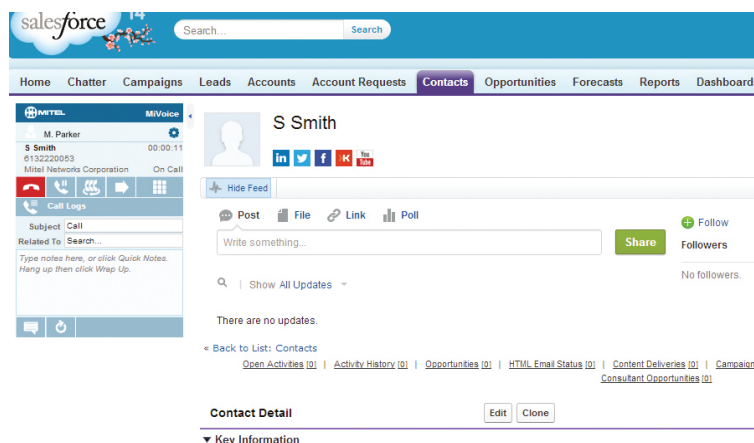 salesforce 14
Search...
Search
Home Chatter Campaigns Leads Accounts Account Requests Contacts Opportunities Forecasts Reports Dashboard
MITEL MiVoice
M. Parker
S Smith 00:00:11
6132220053
Mitel Networks Corporation On Call
Call Logs
Subject Call
Related To Search...
Type notes here, or click Quick Notes.
Hang up then click Wrap Up.
S Smith
in f K You Tube
Hide Feed
Post File Link Poll
Write something...
Share
Follow
Followers
No followers.
Show All Updates
There are no updates.
« Back to List: Contacts
Open Activities [0] | Activity History [0] | Opportunities [0] | HTML Email Status [0] | Content Deliveries [0] | Campaign
Consultant Opportunities [0]
Contact Detail Edit Clone
Key Information